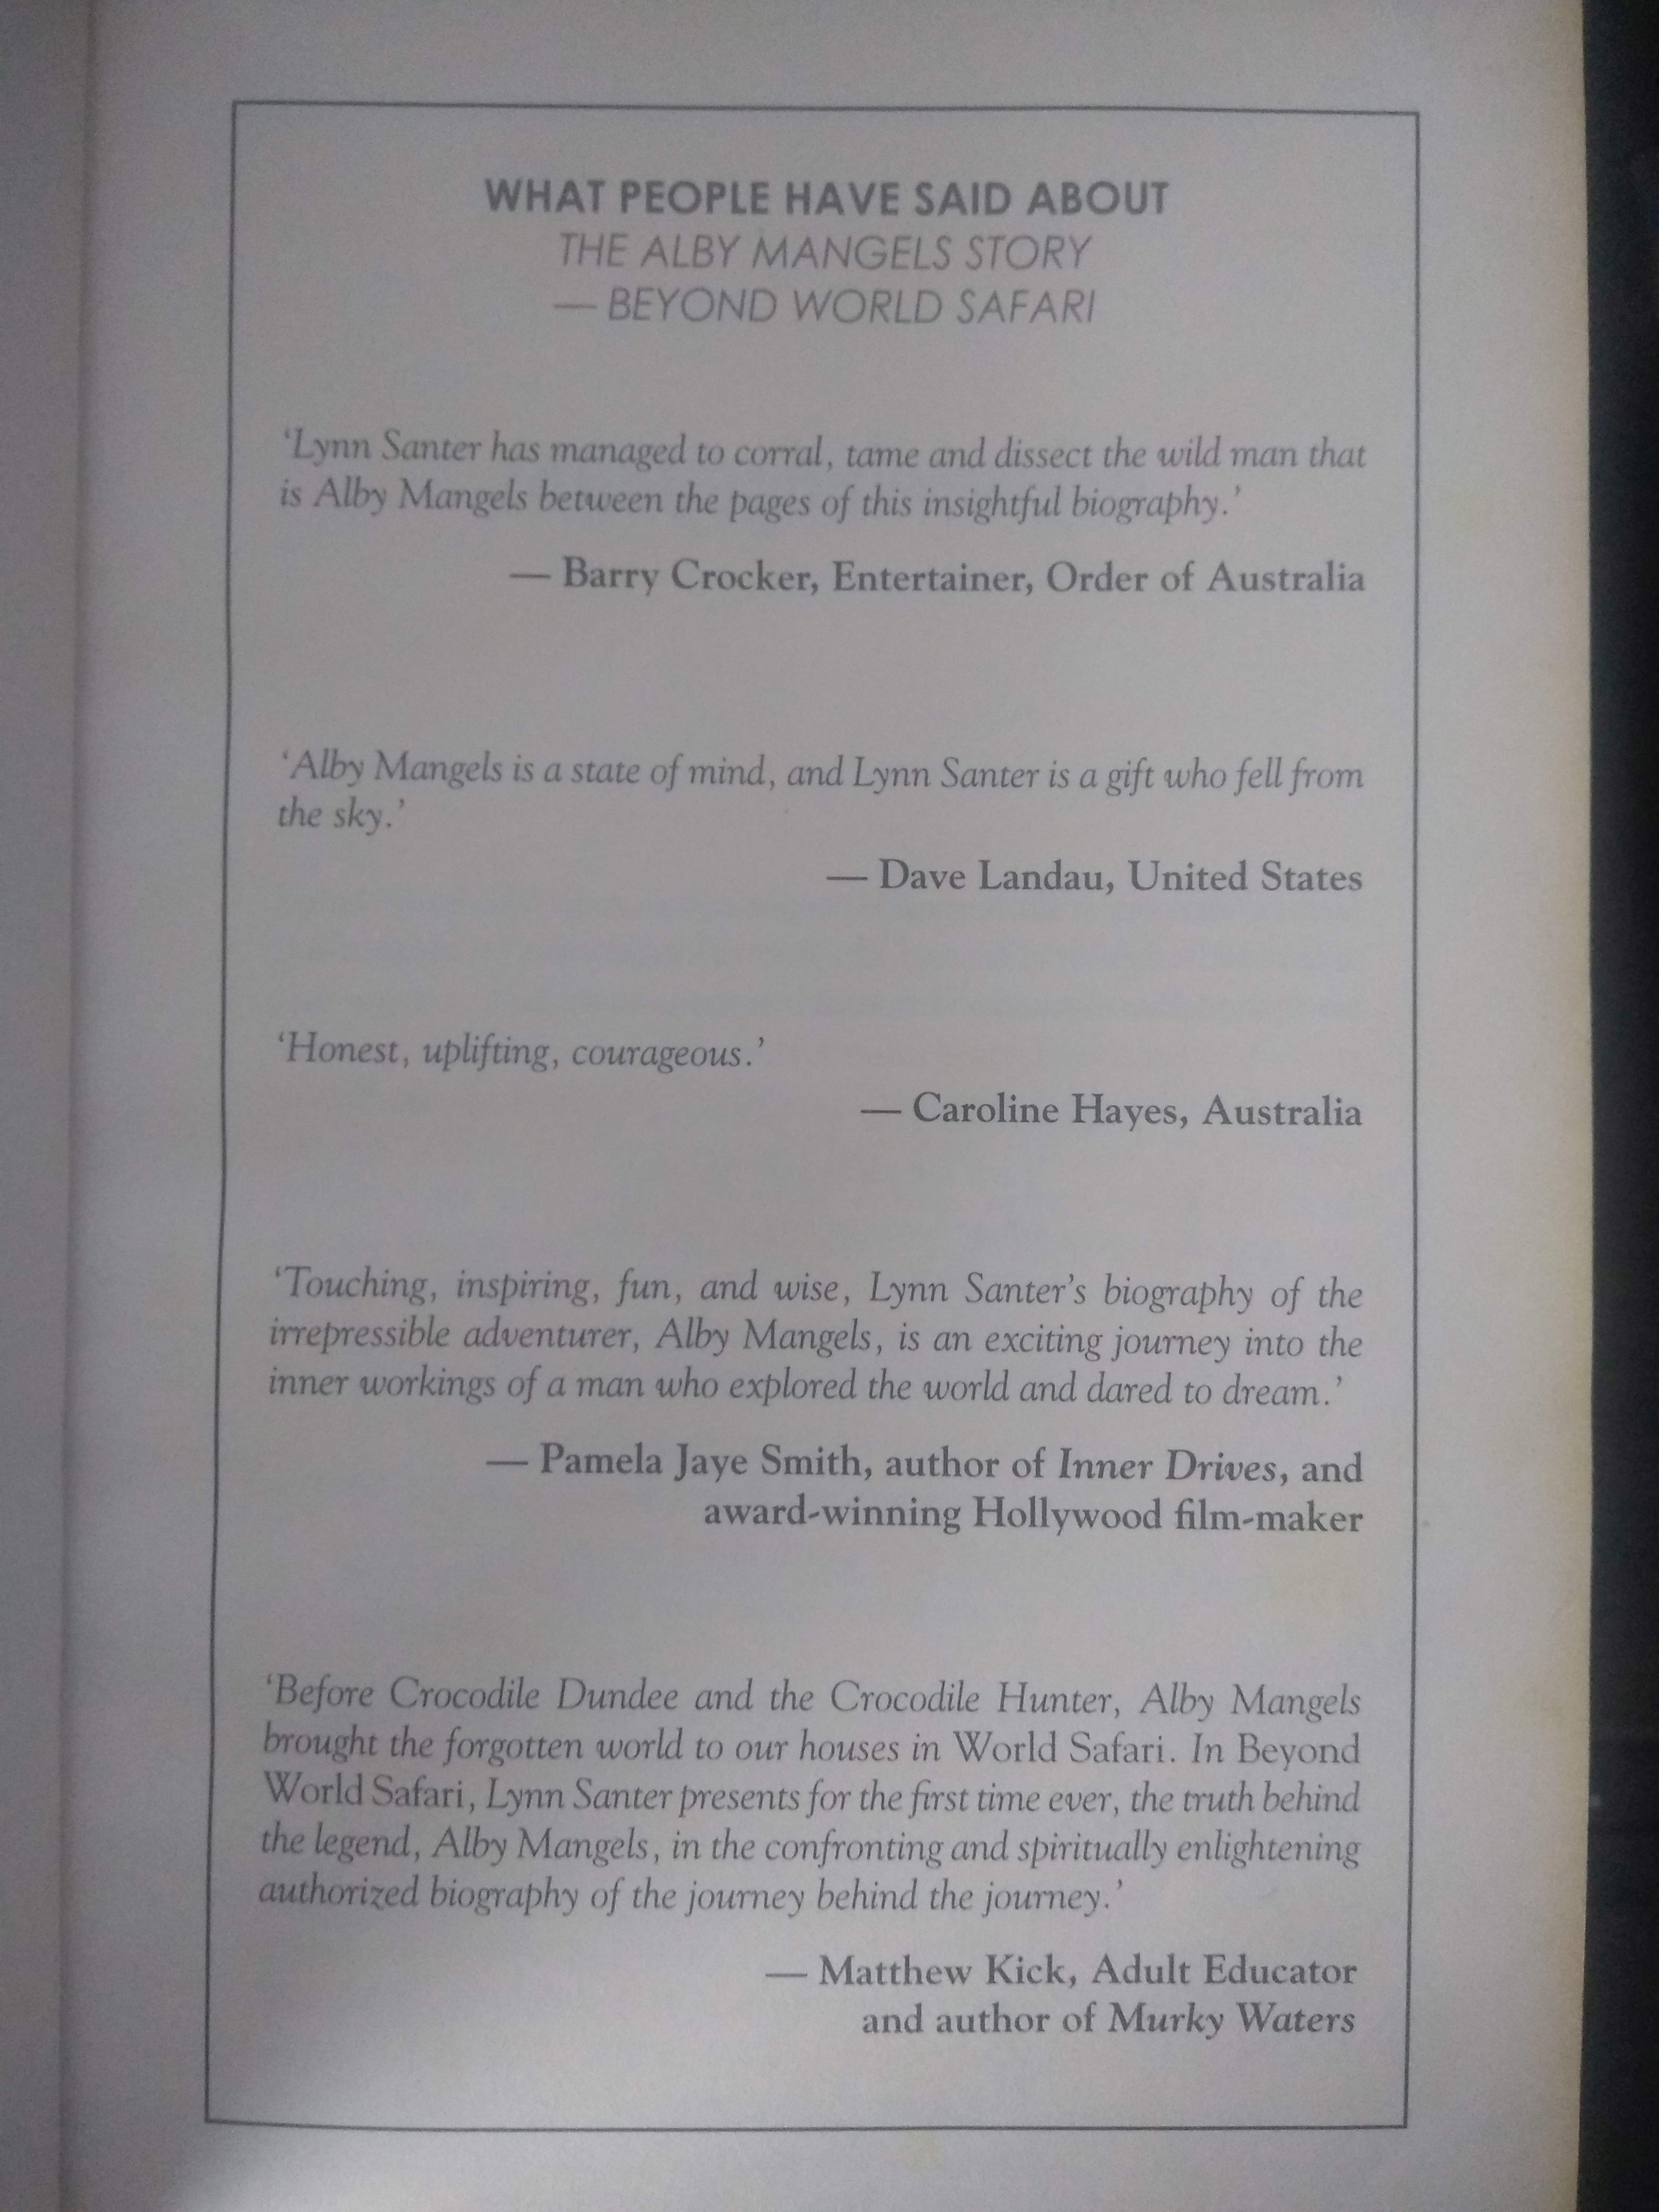 WHAT PEOPLE HAVE SAID ABOUT
THE ALBY MANGELS STORY
— BEYOND WORLD SAFARI
‘Lynn Santer has managed to corral, tame and dissect the wild man that
is Alby Mangels between the pages of this insightful biography.’
— Barry Crocker, Entertainer, Order of Australia
‘Alby Mangels is a state of mind, and Lynn Santer is a gift who fell from
the sky.’
— Dave Landau, United States
‘Honest, uplifting, courageous.’
— Caroline Hayes, Australia
‘Touching, inspiring, fun, and wise, Lynn Santer’s biography of the
irrepressible adventurer, Alby Mangels, is an exciting journey into the
inner workings of a man who explored the world and dared to dream.’
— Pamela Jaye Smith, author of Inner Drives, and
award-winning Hollywood film-maker
‘Before Crocodile Dundee and the Crocodile Hunter, Alby Mangels
brought the forgotten world to our houses in World Safari. In Beyond
World Safari, Lynn Santer presents for the first time ever, the truth behind
the legend, Alby Mangels, in the confronting and spiritually enlightening
authorized biography of the journey behind the journey.’
— Matthew Kick, Adult Educator
and author of Murky Waters